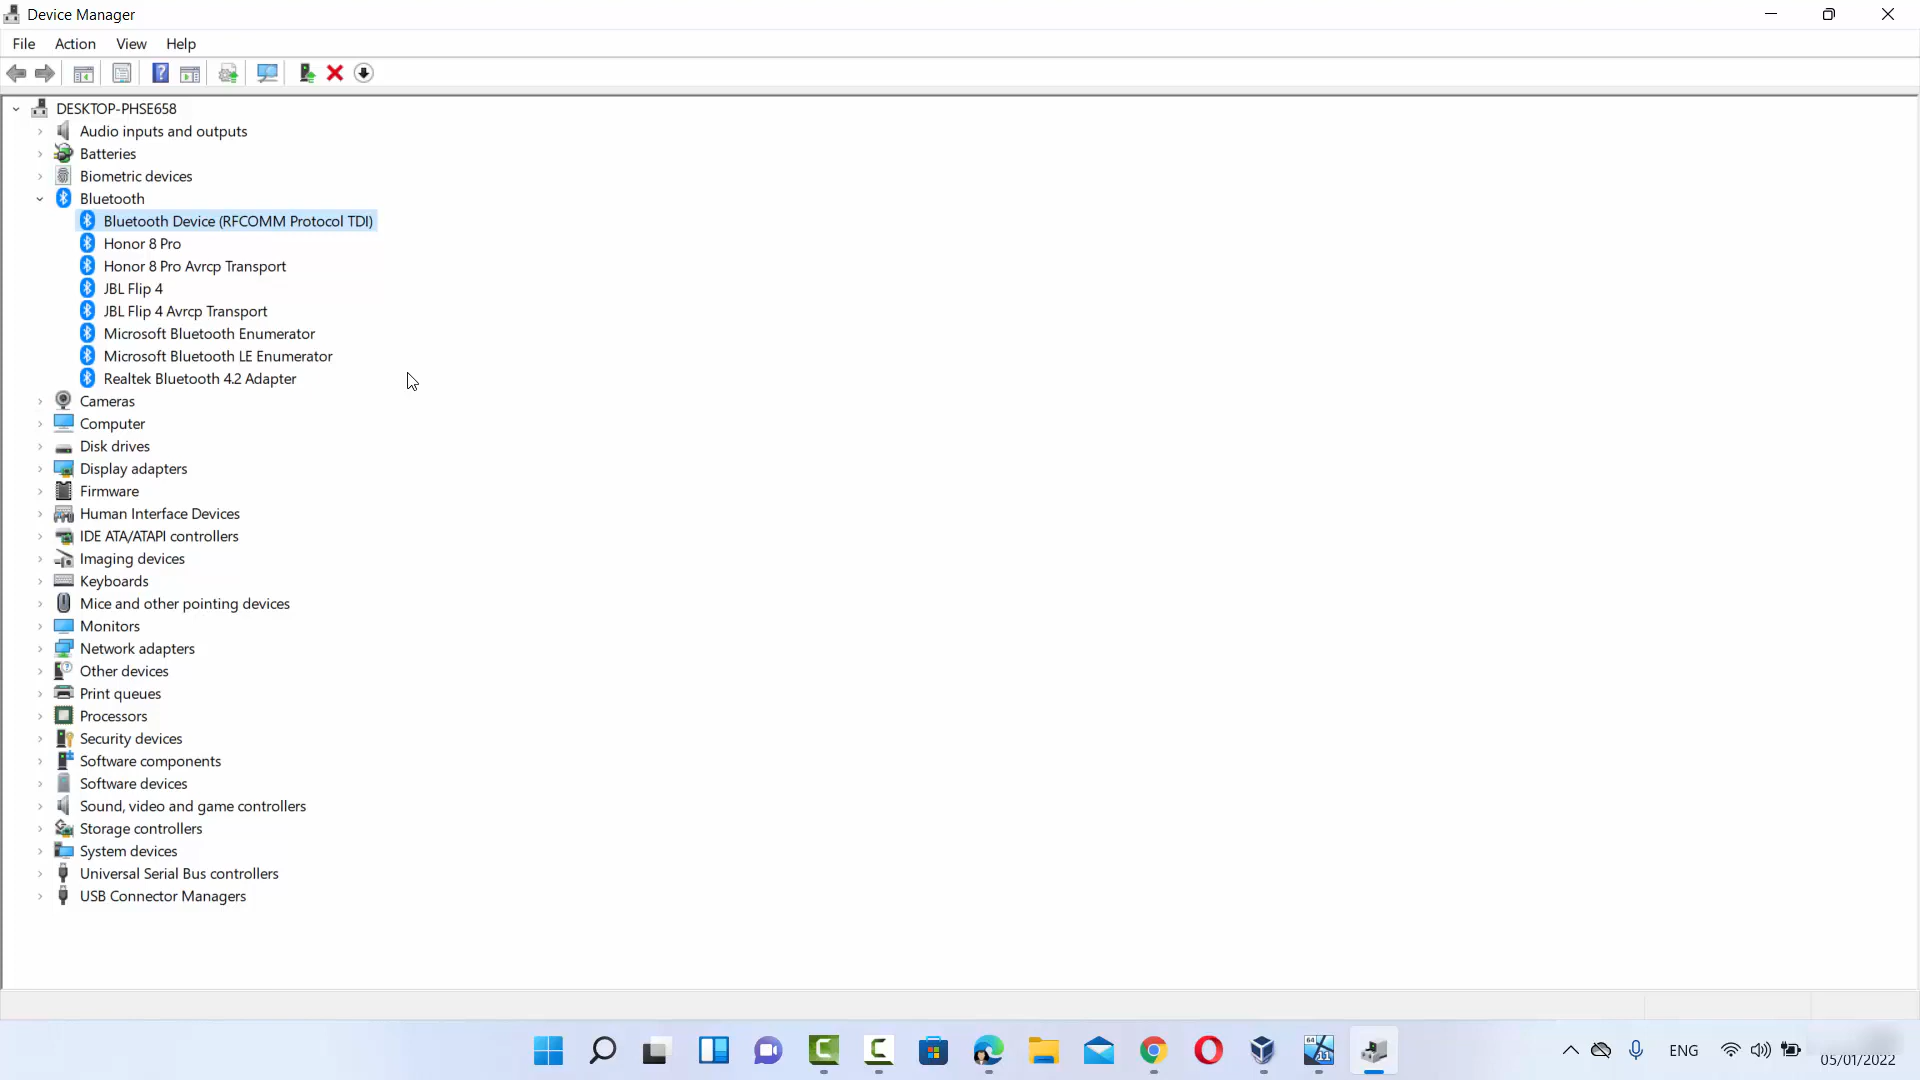 Device Manager
File Action View Help
DESKTOP-PHSE658
Audio inputs and outputs
Batteries
Biometric devices
Bluetooth
Bluetooth Device (RFCOMM Protocol TDI)
Honor 8 Pro
Honor 8 Pro Avrcp Transport
JBL Flip 4
JBL Flip 4 Avrcp Transport
Microsoft Bluetooth Enumerator
Microsoft Bluetooth LE Enumerator
Realtek Bluetooth 4.2 Adapter
Cameras
Computer
Disk drives
Display adapters
Firmware
Human Interface Devices
IDE ATA/ATAPI controllers
Imaging devices
Keyboards
Mice and other pointing devices
Monitors
Network adapters
Other devices
Print queues
Processors
Security devices
Software components
Software devices
Sound, video and game controllers
Storage controllers
System devices
Universal Serial Bus controllers
USB Connector Managers
64
11
ENG
05/01/2022